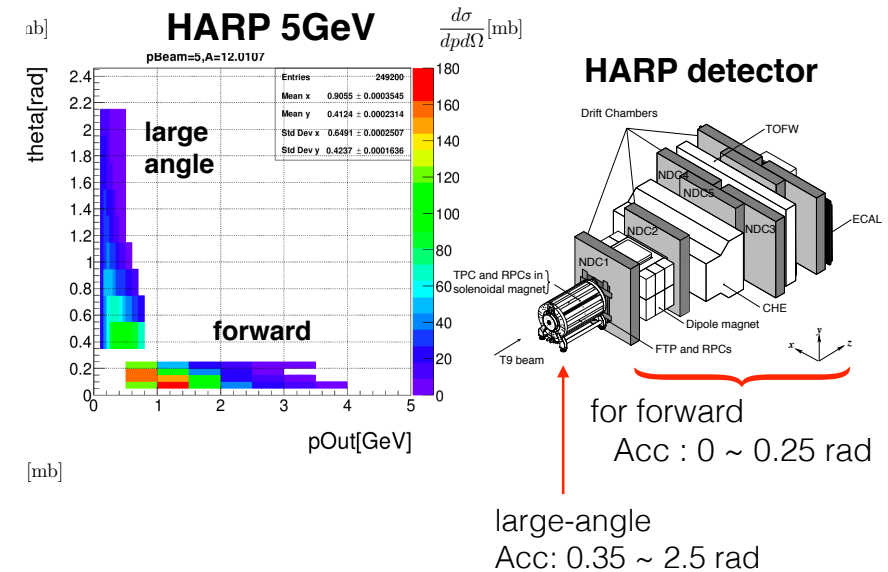 HARP 5GeV
dσ/dpdΩ[mb]
pBeam=5,A=12.0107
Entries 249200
Mean x 0.9055 ± 0.0003545
Mean y 0.4124 ± 0.0002314
Std Dev x 0.6491 ± 0.0002507
Std Dev y 0.4237 ± 0.0001636
theta[rad]
2.4
2.2
2
1.8
1.6
1.4
1.2
1
0.8
0.6
0.4
0.2
0
large
angle
forward
0 1 2 3 4 5
pOut[GeV]
180
160
140
120
100
80
60
40
20
0
[mb]
HARP detector
Drift Chambers
TOFW
NDC4
NDC5
NDC2
NDC3
NDC1
ECAL
TPC and RPCs in
solenoidal magnet
CHE
Dipole magnet
FTP and RPCs
T9 beam
x y z
for forward
Acc : 0 ~ 0.25 rad
large-angle
Acc: 0.35 ~ 2.5 rad